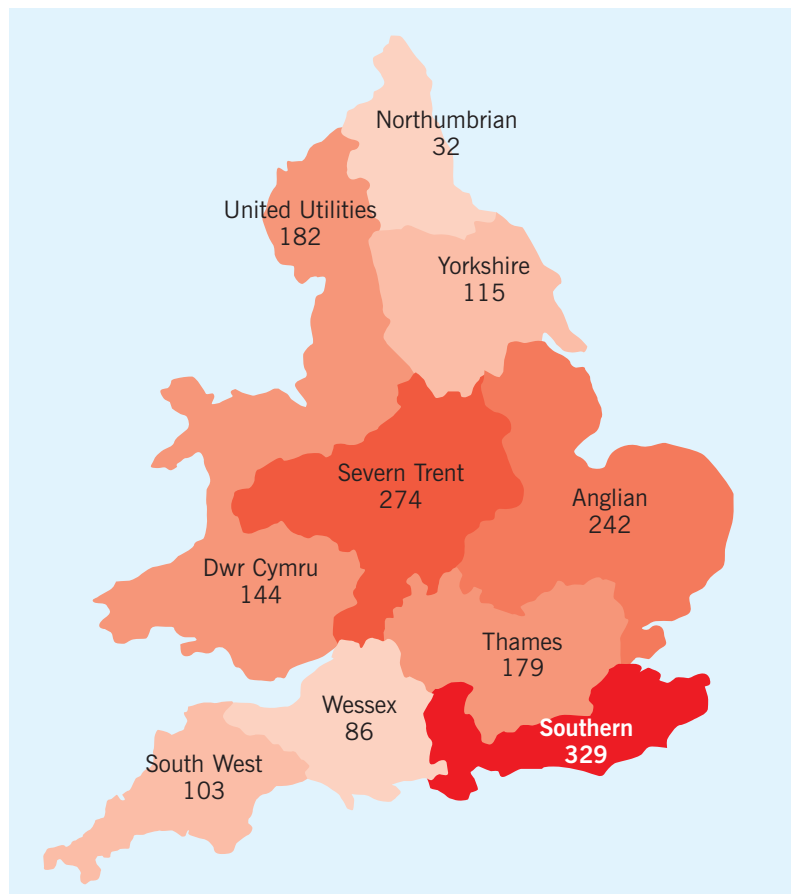 Northumbrian
32
United Utilities
182
Yorkshire
115
Severn Trent
274
Anglian
242
Dwr Cymru
144
Thames
179
Wessex
86
Southern
329
South West
103